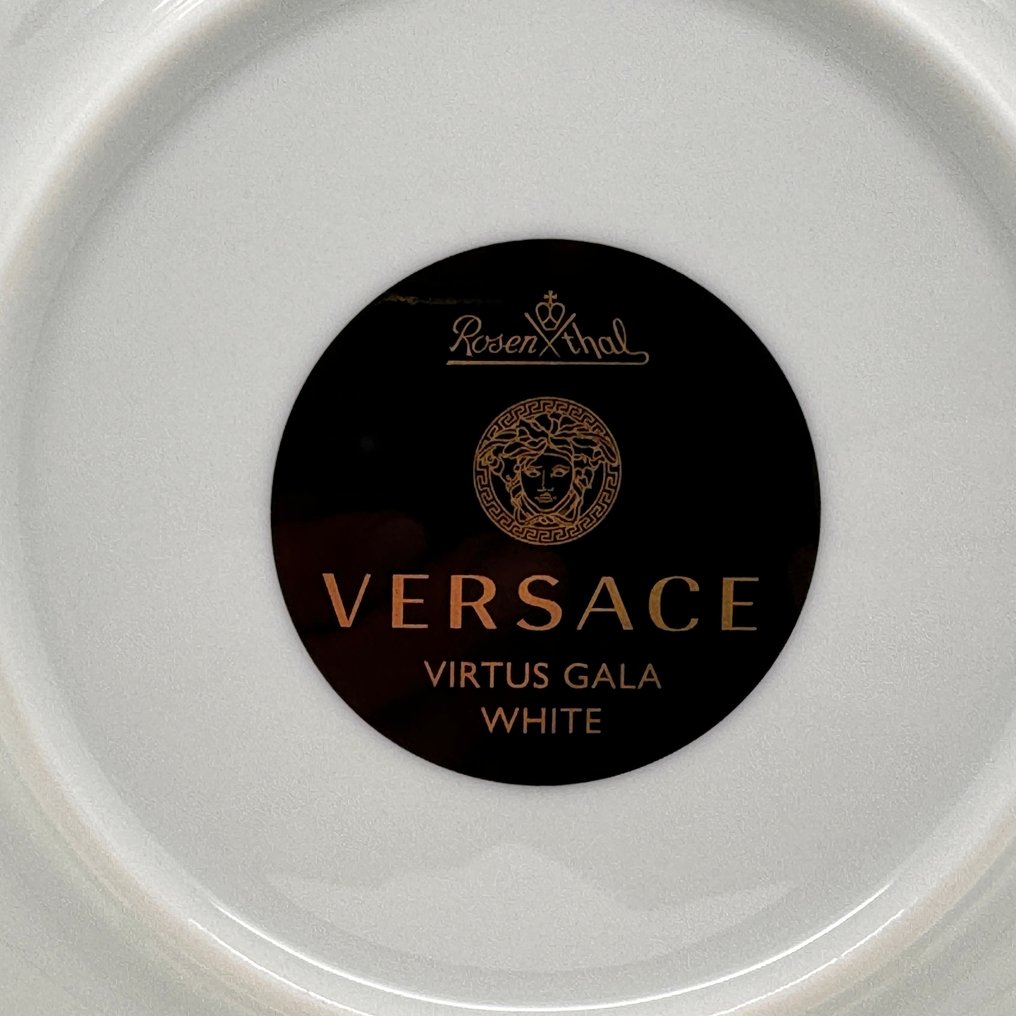 Rosenthal
VERSACE
VIRTUS GALA
WHITE